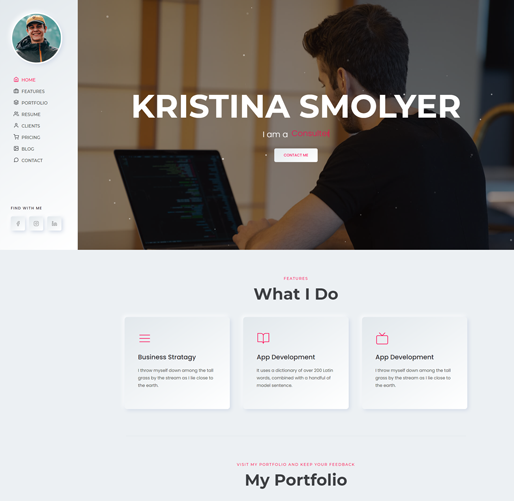 HOME
FEATURES
PORTFOLIO
RESUME
CLIENTS
PRICING
BLOG
CONTACT
FIND WITH ME
KRISTINA SMOLYER
I am a Consultet
CONTACT ME
FEATURES
What I Do
Business Stratagy
I throw myself down among the tall
grass by the stream as I lie close to
the earth.
App Development
It uses a dictionary of over 200 Latin
words, combined with a handful of
model sentence.
App Development
I throw myself down among the tall
grass by the stream as I lie close to
the earth.
VISIT MY PORTFOLIO AND KEEP YOUR FEEDBACK
My Portfolio